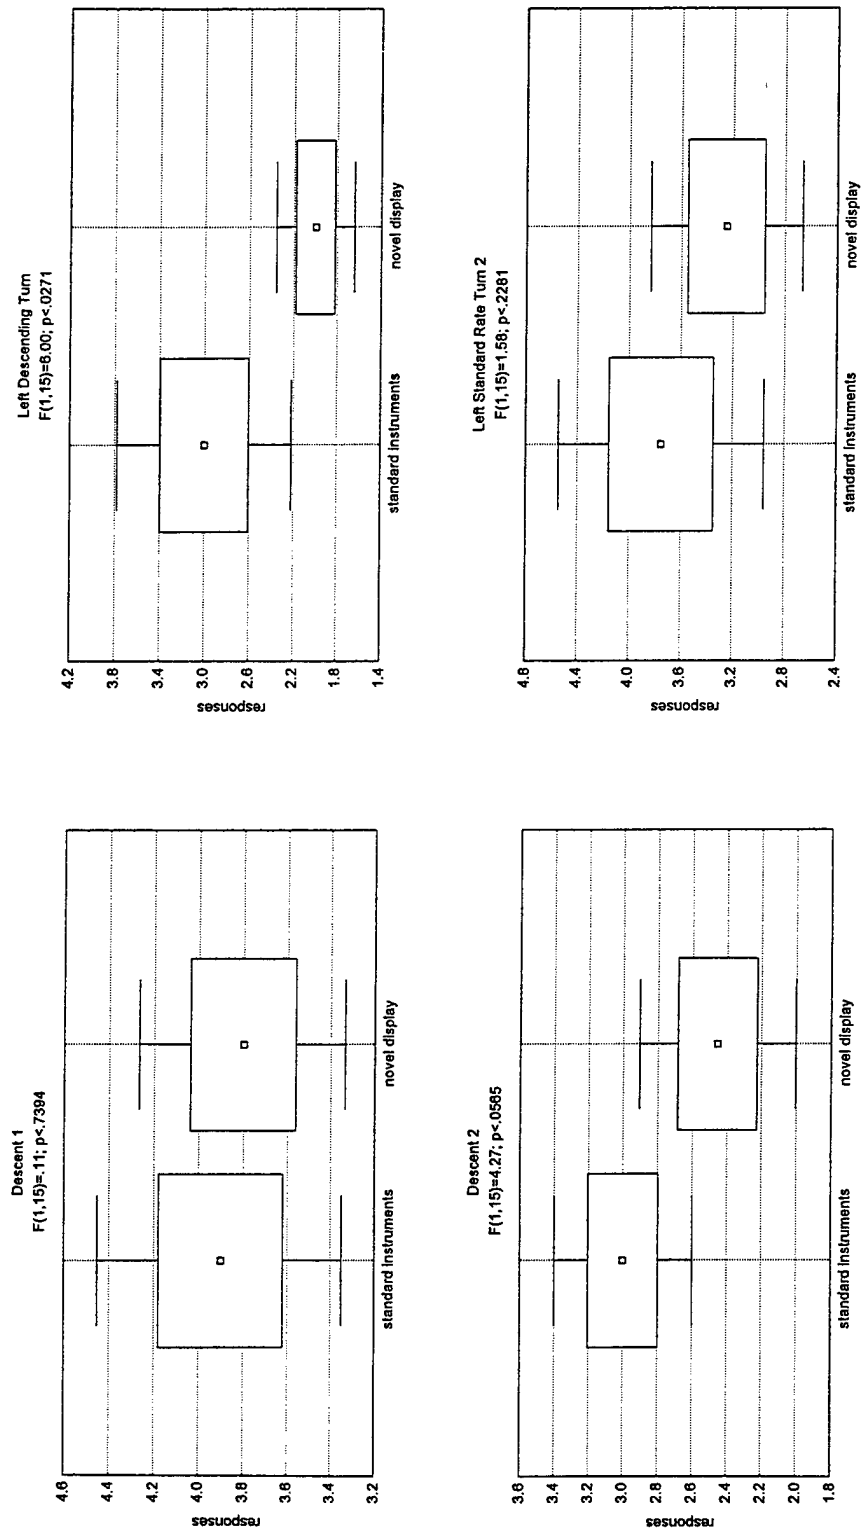 Descent 1
F(1,15)=.11; p<.7394
4.6
4.4
4.2
4.0
3.8
3.6
3.4
3.2
responses
standard instruments
novel display
Left Descending Turn
F(1,15)=6.00; p<.0271
4.2
3.8
3.4
3.0
2.6
2.2
1.8
1.4
responses
standard instruments
novel display
Descent 2
F(1,15)=4.27; p<.0565
3.6
3.4
3.2
3.0
2.8
2.6
2.4
2.2
2.0
1.8
responses
standard instruments
novel display
Left Standard Rate Turn 2
F(1,15)=1.58; p<.2281
4.8
4.4
4.0
3.6
3.2
2.8
2.4
responses
standard instruments
novel display